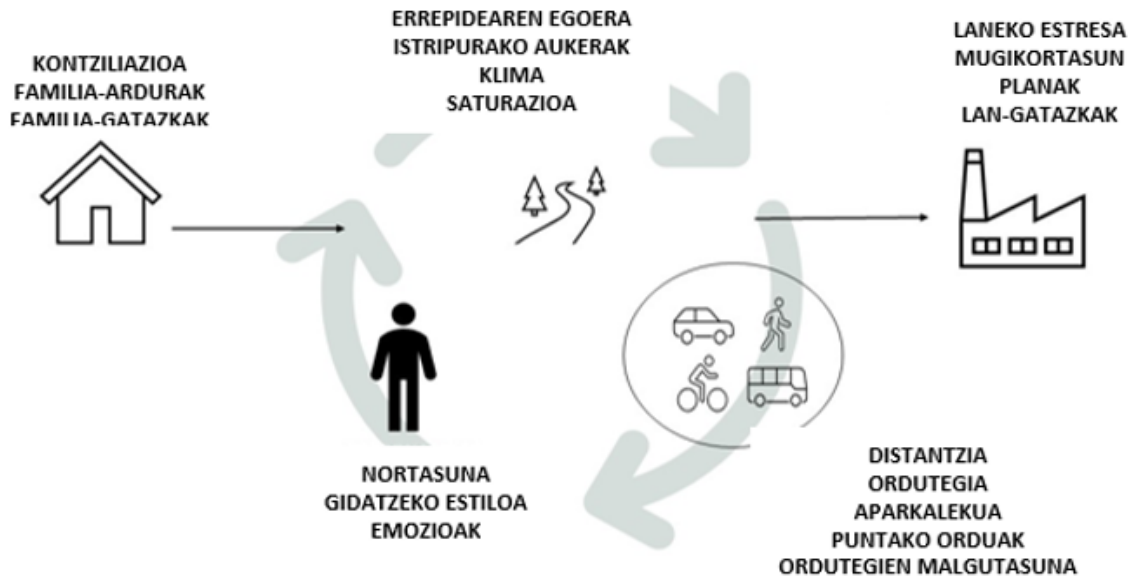 KONTZILIAZIOA
FAMILIA-ARDURAK
FAMILIA-GATAZKAK
ERREPIDEAREN EGOERA
ISTRIPURAKO AUKERAK
KLIMA
SATURAZIOA
LANEKO ESTRESA
MUGIKORTASUN
PLANAK
LAN-GATAZKAK
NORTASUNA
GIDATZEKO ESTILOA
EMOZIOAK
DISTANTZIA
ORDUTEGIA
APARKALEKUA
PUNTAKO ORDUAK
ORDUTEGIEN MALGUTASUNA